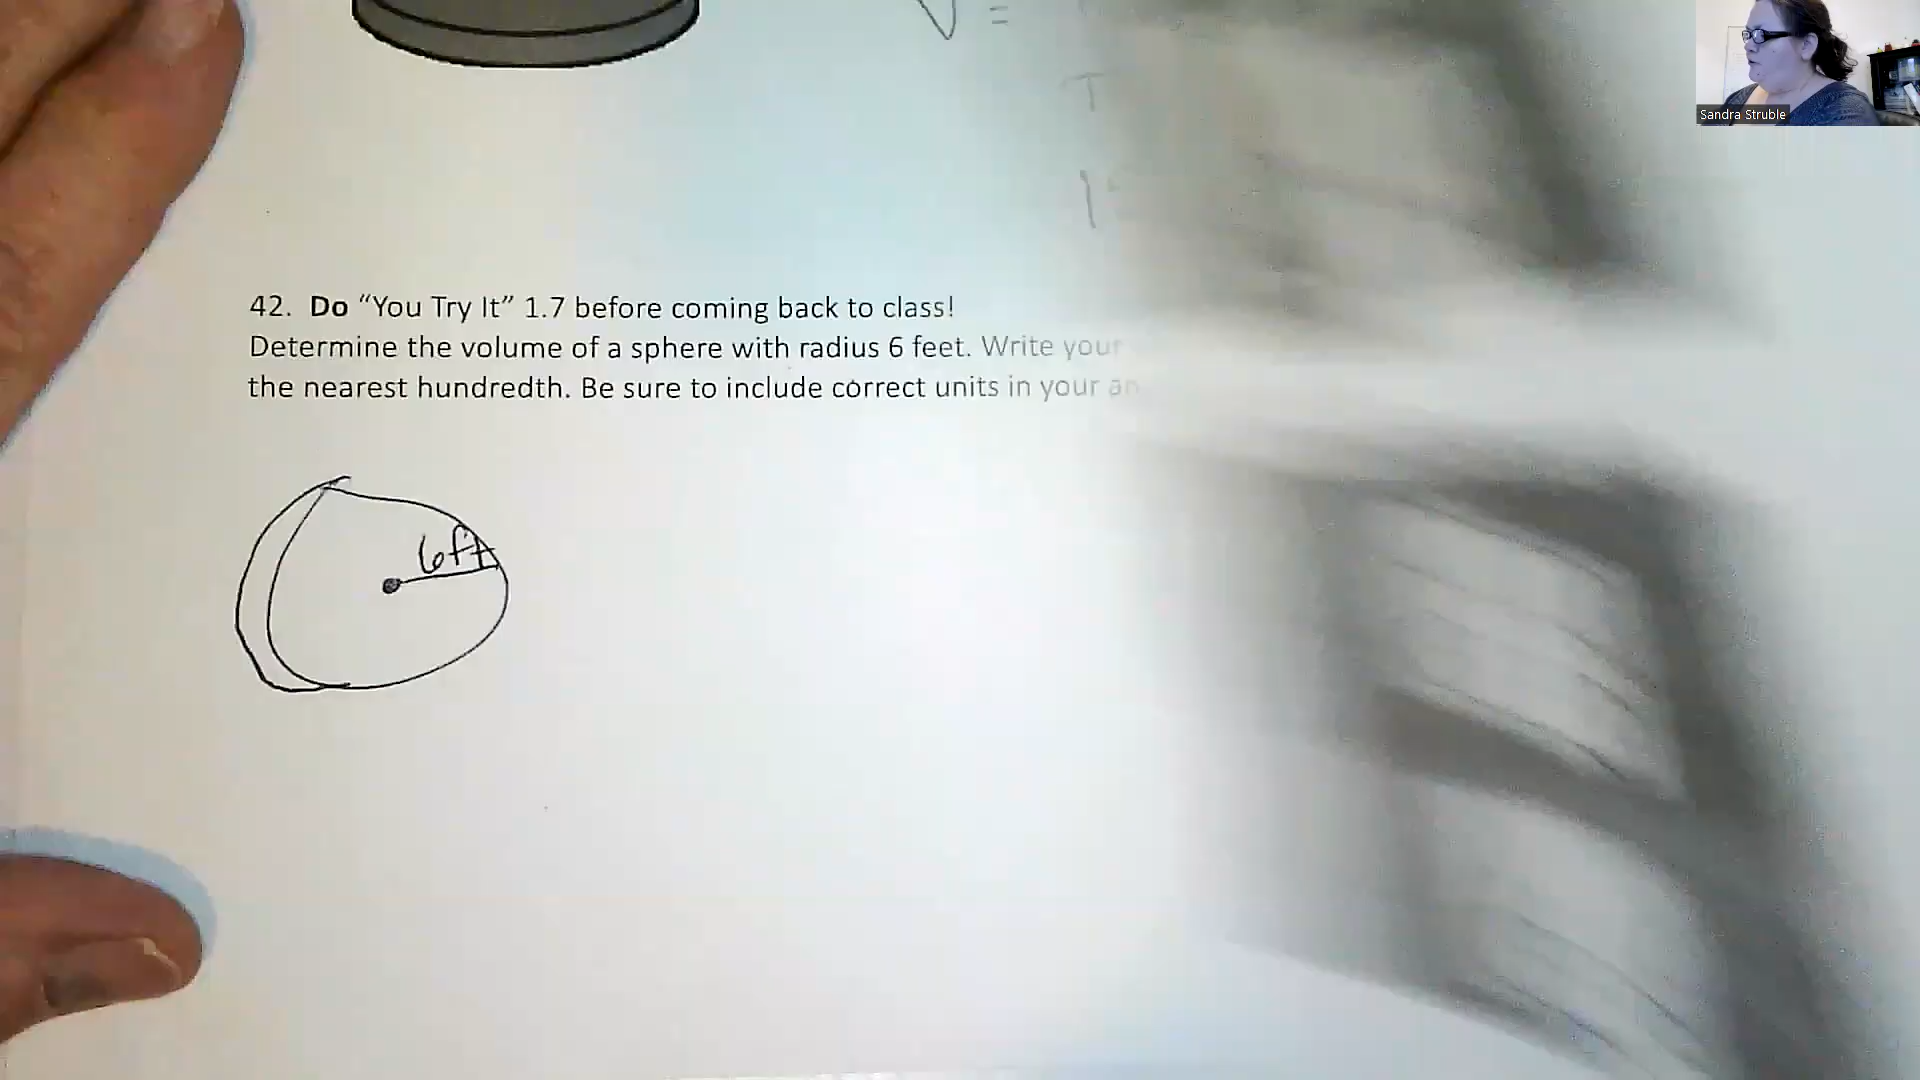 V =
Sandra Struble
42. Do “You Try It” 1.7 before coming back to class!
Determine the volume of a sphere with radius 6 feet. Write your
the nearest hundredth. Be sure to include correct units in your
6ft